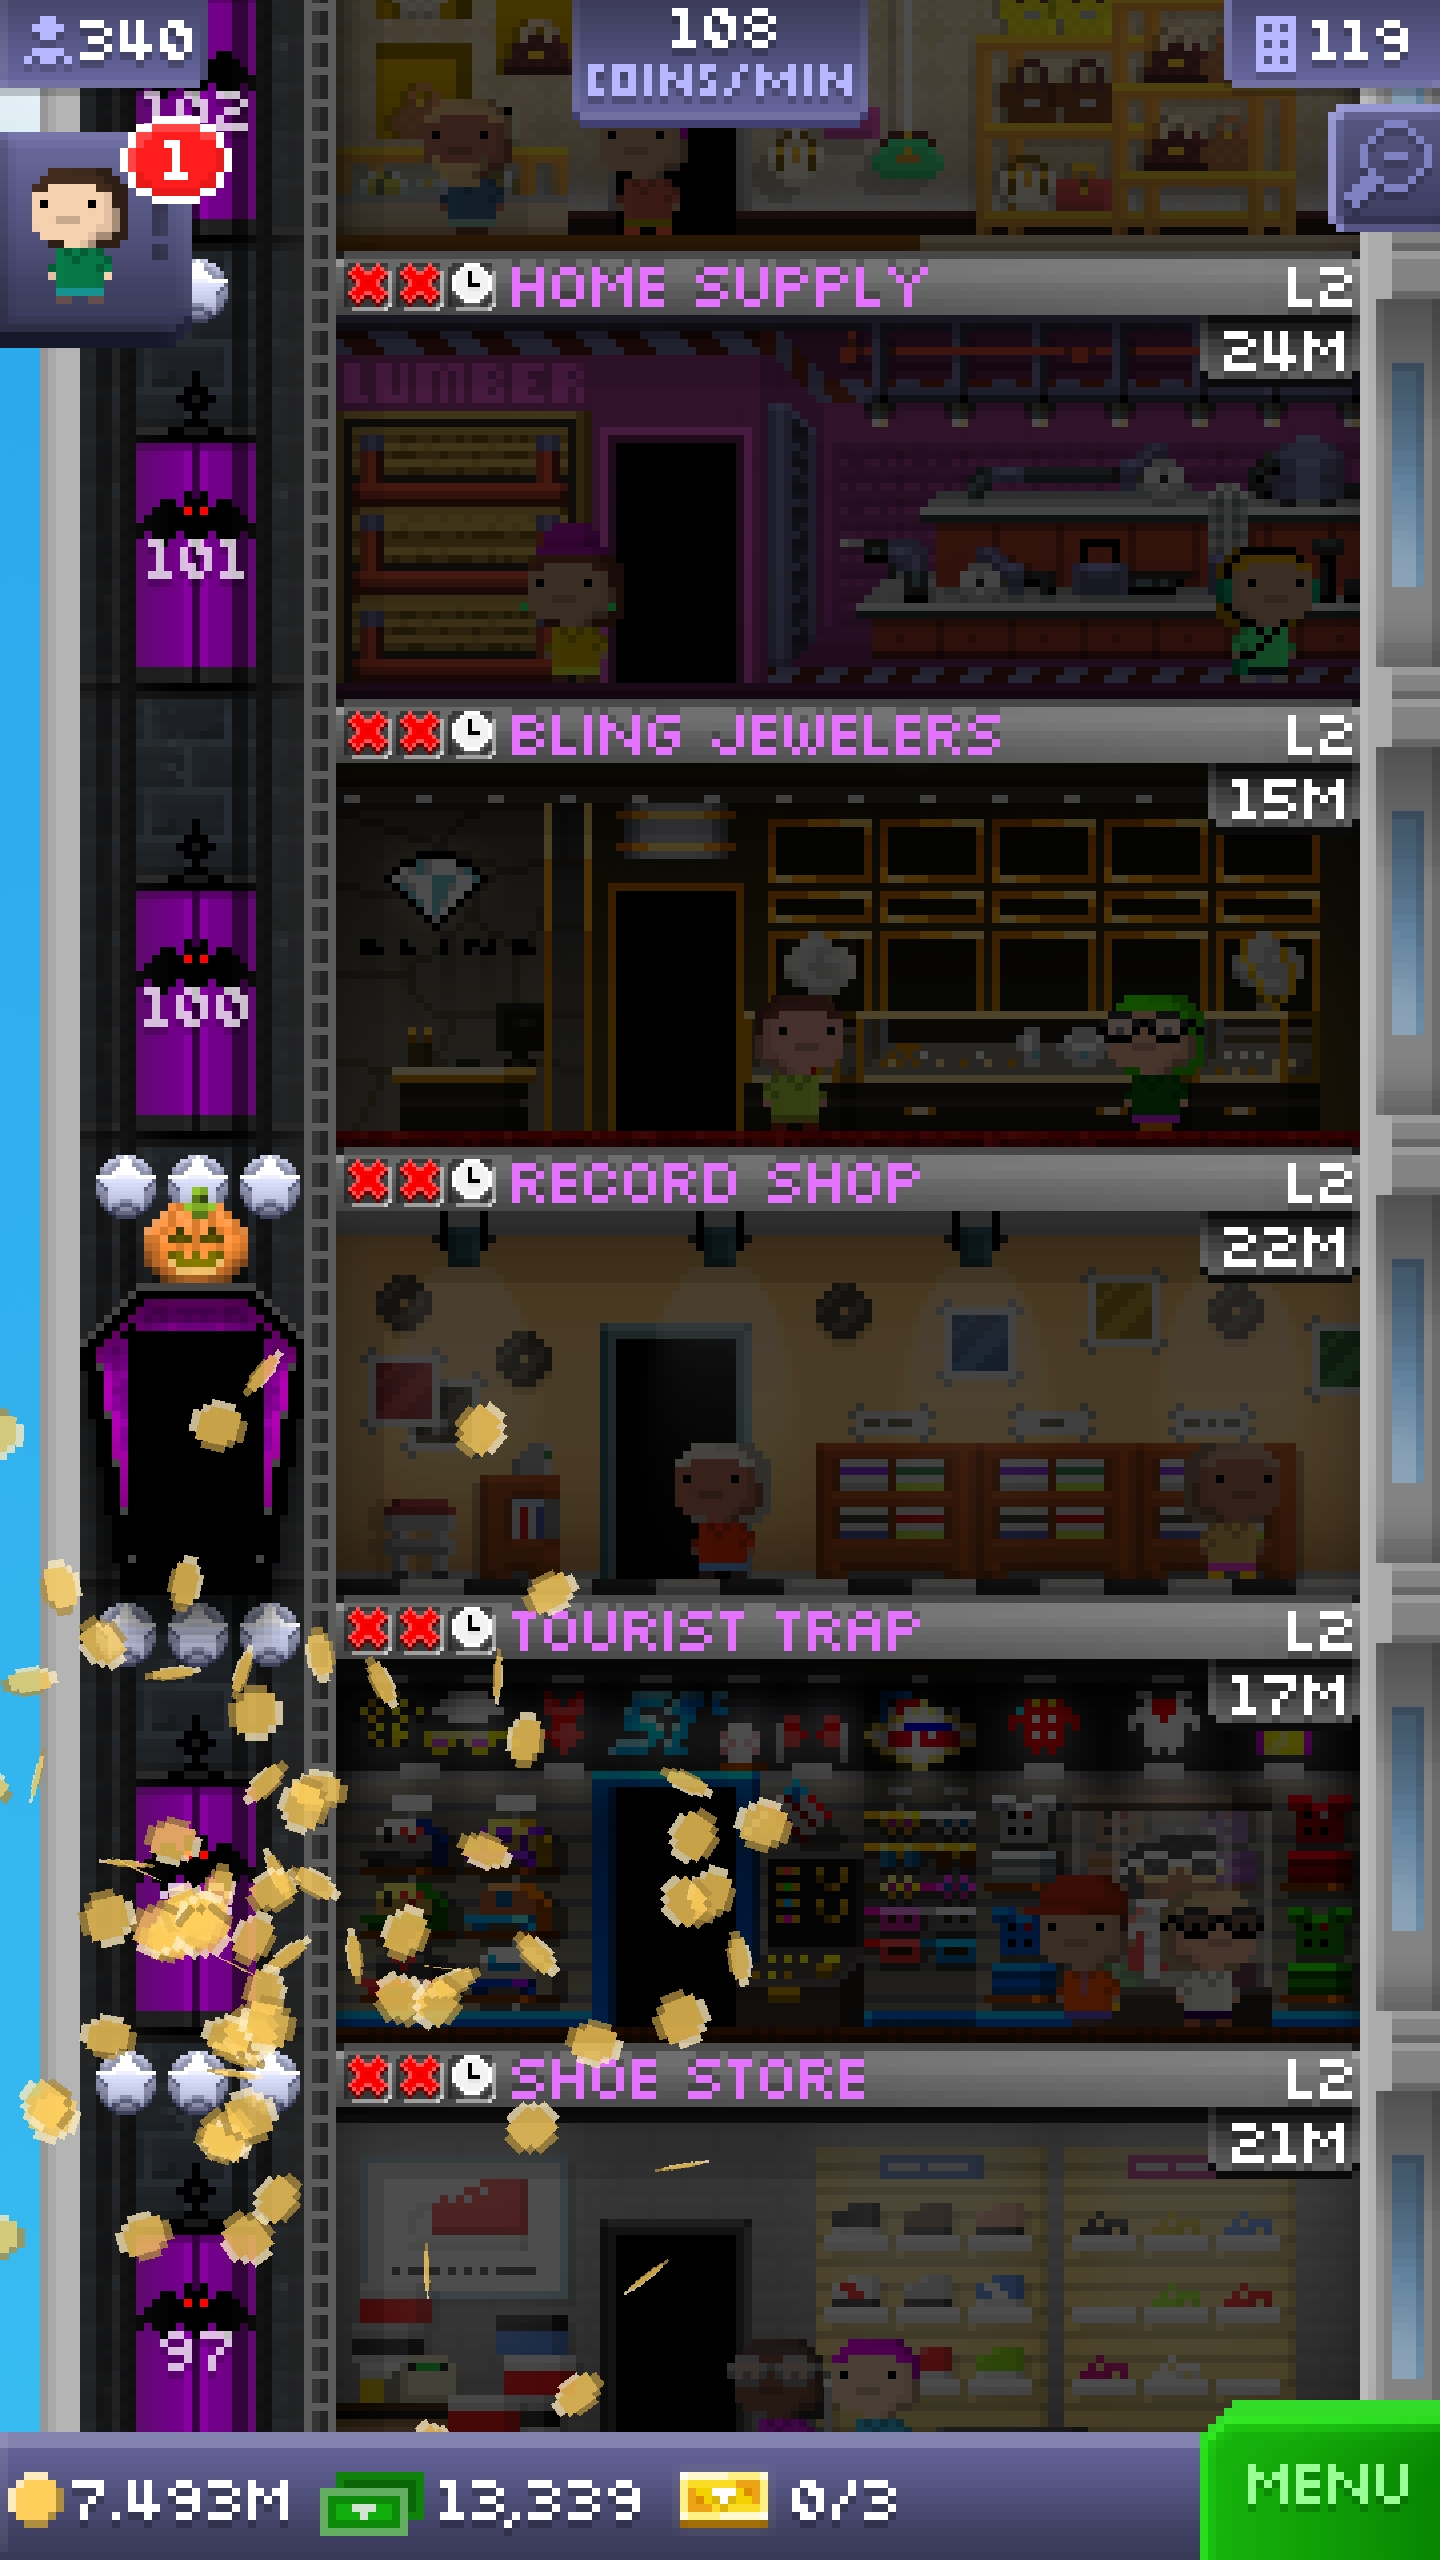 340
108
COINS/MIN
119
102
1
HOME SUPPLY L2
24M
LUMBER
101
BLING JEWELERS L2
15M
BLING
100
RECORD SHOP L2
22M
TOURIST TRAP L2
17M
SHOE STORE L2
21M
97
7.493M 13,339 0/3
MENU